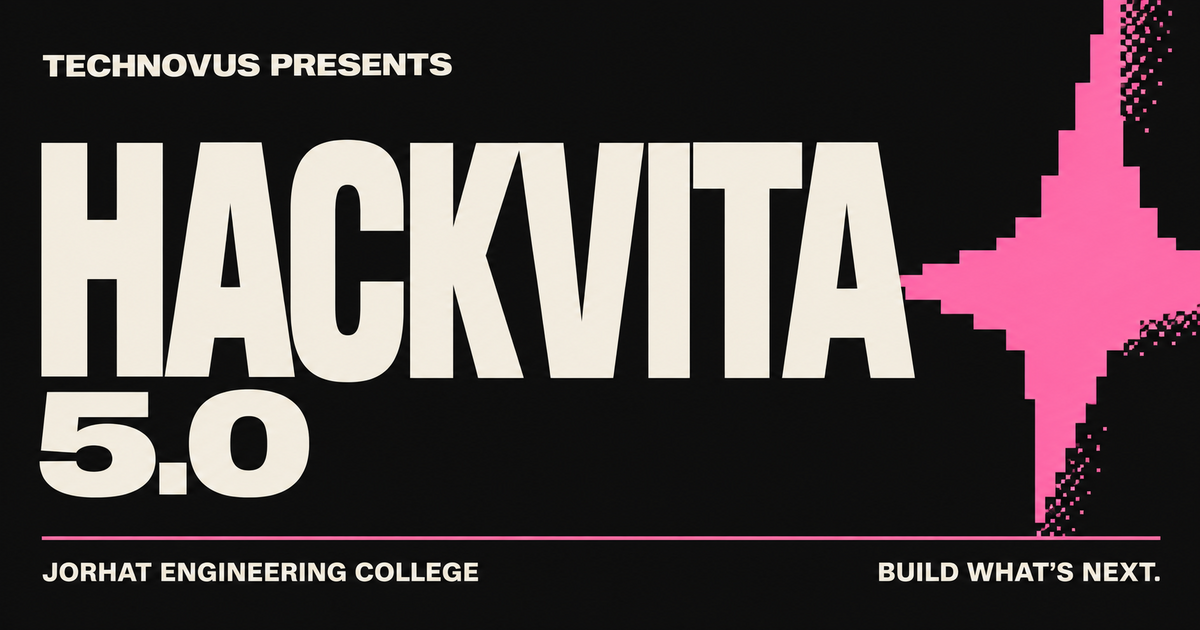 TECHNOVUS PRESENTS
HACKVITA
5.0
JORHAT ENGINEERING COLLEGE
BUILD WHAT’S NEXT.